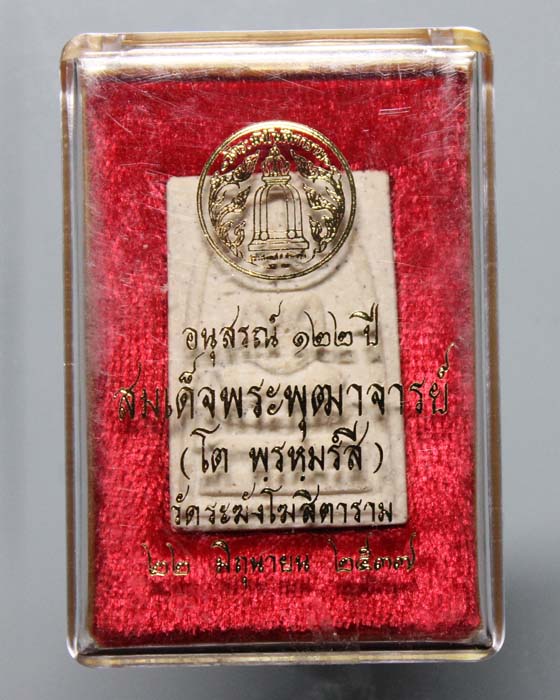 อนุสรณ์ ๑๒๒ ปี
สมเด็จพระพุฒาจารย์
(โต พฺรหฺมรํสี)
วัดระฆังโฆสิตาราม
๒๒ มิถุนายน ๒๕๓๗